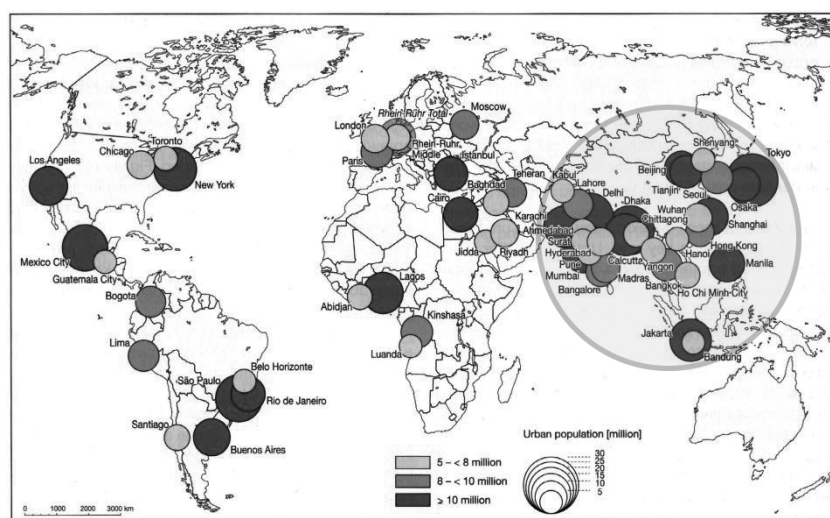 Moscow
Rhein-Ruhr Total
London
Rhein-Ruhr
Middle
Paris
Istanbul
Toronto
Chicago
New York
Los Angeles
Mexico City
Guatemala City
Bogota
Lima
Belo Horizonte
São Paulo
Rio de Janeiro
Santiago
Buenos Aires
Teheran
Baghdad
Cairo
Jidda
Riyadh
Lagos
Abidjan
Kinshasa
Luanda
Kabul
Lahore
Delhi
Dhaka
Karachi
Chittagong
Ahmedabad
Surat
Hyderabad
Pune
Mumbai
Bangalore
Calcutta
Madras
Yangon
Bangkok
Hanoi
Ho Chi Minh-City
Shenyang
Beijing
Tianjin
Seoul
Tokyo
Osaka
Wuhan
Shanghai
Hong Kong
Manila
Jakarta
Bandung
5 – < 8 million
8 – < 10 million
≥ 10 million
Urban population [million]
30
25
20
15
10
5
0 1000 2000 3000 km